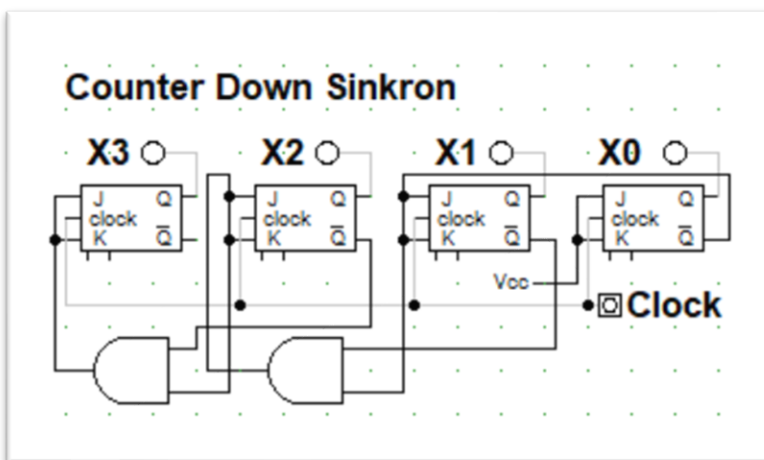 Counter Down Sinkron
X3 X2 X1 X0
J Q J Q J Q J Q
clock clock clock clock
K Q̅ K Q̅ K Q̅ K Q̅
Vcc
Clock